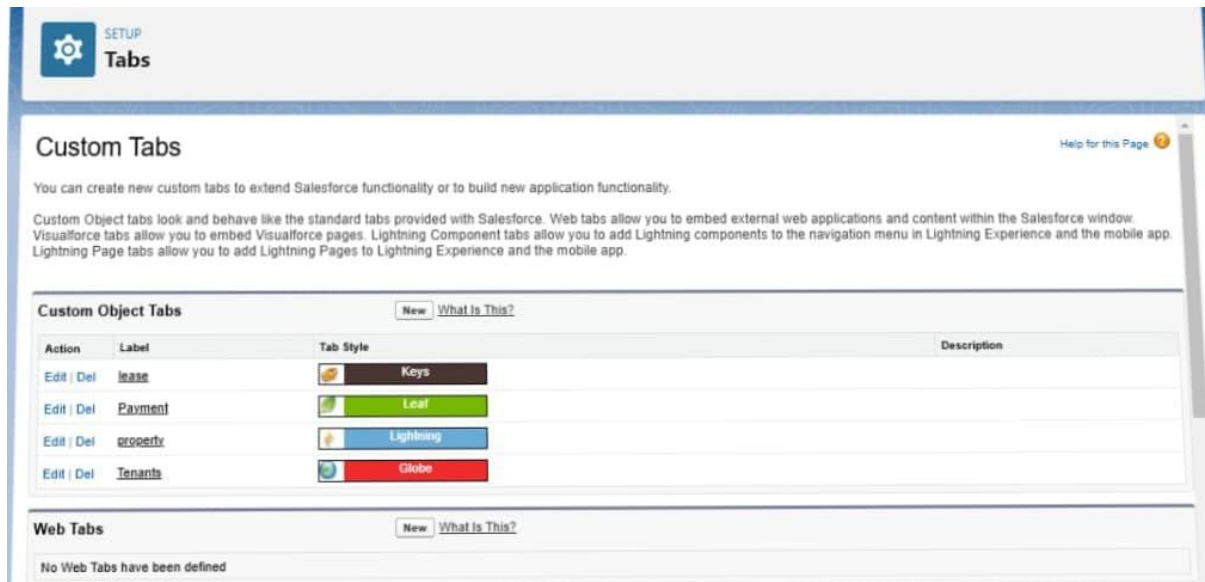 SETUP
Tabs
Custom Tabs
Help for this Page ?
You can create new custom tabs to extend Salesforce functionality or to build new application functionality.
Custom Object tabs look and behave like the standard tabs provided with Salesforce. Web tabs allow you to embed external web applications and content within the Salesforce window.
Visualforce tabs allow you to embed Visualforce pages. Lightning Component tabs allow you to add Lightning components to the navigation menu in Lightning Experience and the mobile app.
Lightning Page tabs allow you to add Lightning Pages to Lightning Experience and the mobile app.
Custom Object Tabs New What Is This?
Action Label Tab Style Description
Edit | Del lease Keys
Edit | Del Payment Leaf
Edit | Del property Lightning
Edit | Del Tenants Globe
Web Tabs New What Is This?
No Web Tabs have been defined